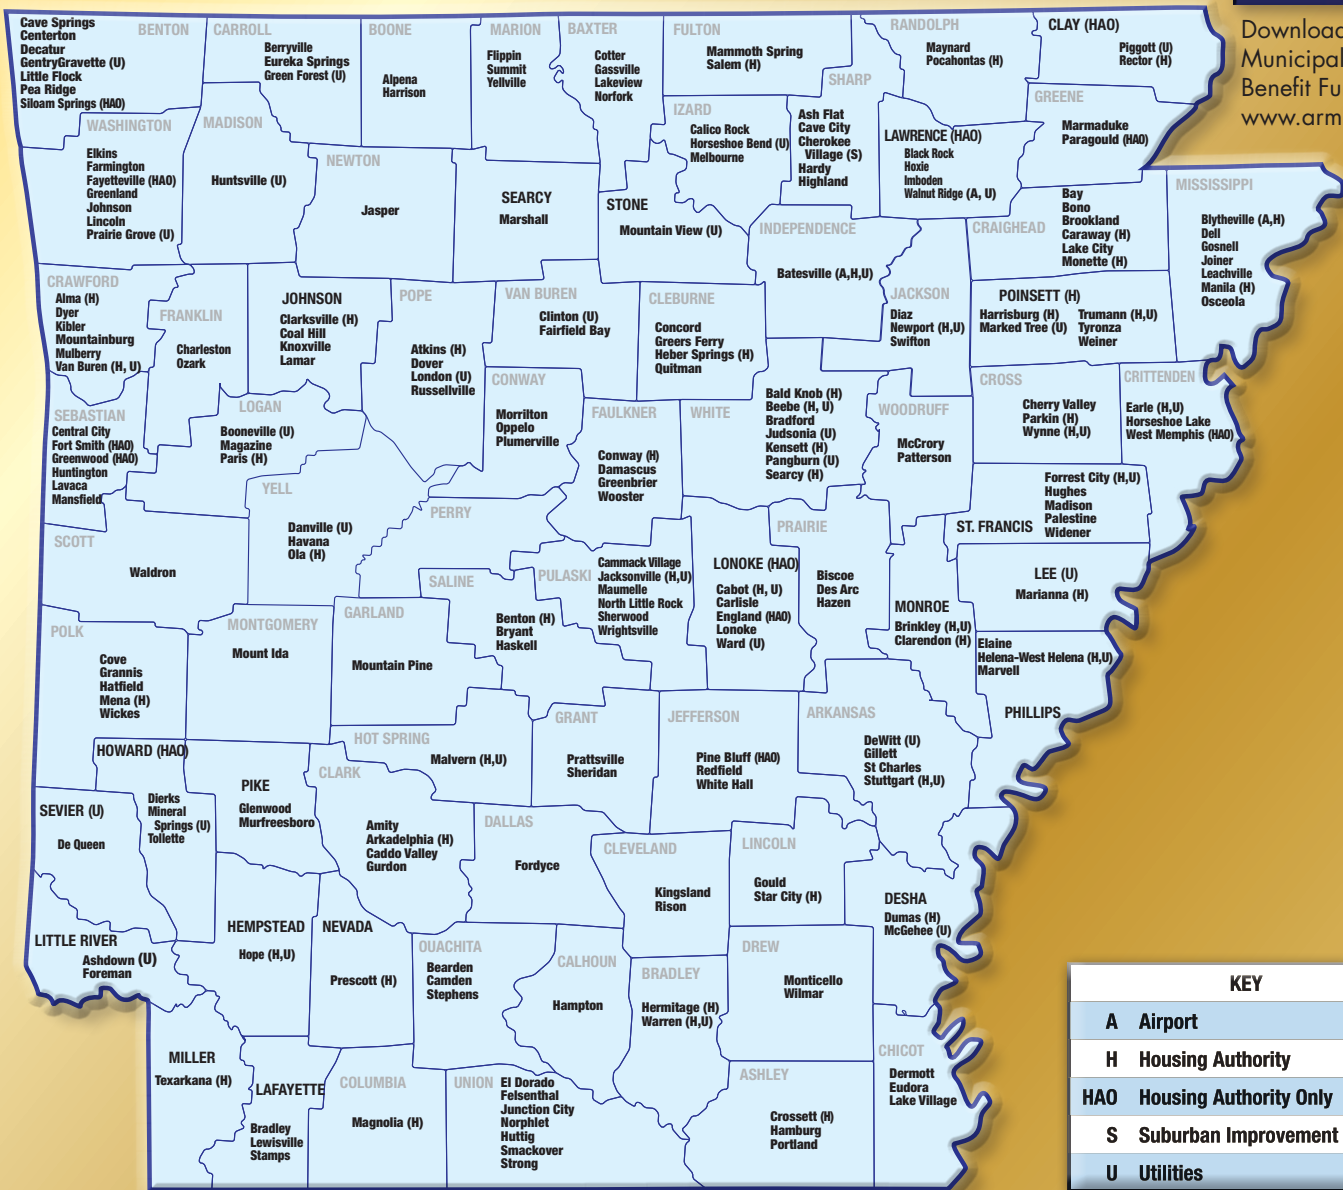 Download
Municipal
Benefit Fu
www.arm
BENTON
Cave Springs
Centerton
Decatur
GentryGravette (U)
Little Flock
Pea Ridge
Siloam Springs (HAO)
CARROLL
Berryville
Eureka Springs
Green Forest (U)
BOONE
Alpena
Harrison
MARION
Flippin
Summit
Yellville
BAXTER
Cotter
Gassville
Lakeview
Norfork
FULTON
Mammoth Spring
Salem (H)
SHARP
Ash Flat
Cave City
Cherokee
Village (S)
Hardy
Highland
RANDOLPH
Maynard
Pocahontas (H)
CLAY (HAO)
Piggott (U)
Rector (H)
GREENE
Marmaduke
Paragould (HAO)
WASHINGTON
Elkins
Farmington
Fayetteville (HAO)
Greenland
Johnson
Lincoln
Prairie Grove (U)
MADISON
Huntsville (U)
NEWTON
Jasper
SEARCY
Marshall
STONE
Mountain View (U)
IZARD
Calico Rock
Horseshoe Bend (U)
Melbourne
LAWRENCE (HAO)
Black Rock
Hoxie
Imboden
Walnut Ridge (A, U)
INDEPENDENCE
Batesville (A,H,U)
CRAIGHEAD
Bay
Bono
Brookland
Caraway (H)
Lake City
Monette (H)
MISSISSIPPI
Blytheville (A,H)
Dell
Gosnell
Joiner
Leachville
Manila (H)
Osceola
CRAWFORD
Alma (H)
Dyer
Kibler
Mountainburg
Mulberry
Van Buren (H, U)
FRANKLIN
Charleston
Ozark
JOHNSON
Clarksville (H)
Coal Hill
Knoxville
Lamar
POPE
Atkins (H)
Dover
London (U)
Russellville
VAN BUREN
Clinton (U)
Fairfield Bay
CLEBURNE
Concord
Greers Ferry
Heber Springs (H)
Quitman
JACKSON
Diaz
Newport (H,U)
Swifton
POINSETT (H)
Harrisburg (H)
Marked Tree (U)
Trumann (H,U)
Tyronza
Weiner
SEBASTIAN
Central City
Fort Smith (HAO)
Greenwood (HAO)
Huntington
Lavaca
Mansfield
LOGAN
Booneville (U)
Magazine
Paris (H)
CONWAY
Morrilton
Oppelo
Plumerville
FAULKNER
Conway (H)
Damascus
Greenbrier
Wooster
WHITE
Bald Knob (H)
Beebe (H, U)
Bradford
Judsonia (U)
Kensett (H)
Pangburn (U)
Searcy (H)
WOODRUFF
McCrory
Patterson
CROSS
Cherry Valley
Parkin (H)
Wynne (H,U)
CRITTENDEN
Earle (H,U)
Horseshoe Lake
West Memphis (HAO)
SCOTT
Waldron
YELL
Danville (U)
Havana
Ola (H)
PERRY
SALINE
Benton (H)
Bryant
Haskell
PULASKI
Cammack Village
Jacksonville (H,U)
Maumelle
North Little Rock
Sherwood
Wrightsville
LONOKE (HAO)
Cabot (H, U)
Carlisle
England (HAO)
Lonoke
Ward (U)
PRAIRIE
Biscoe
Des Arc
Hazen
MONROE
Brinkley (H,U)
Clarendon (H)
ST. FRANCIS
Forrest City (H,U)
Hughes
Madison
Palestine
Widener
LEE (U)
Marianna (H)
POLK
Cove
Grannis
Hatfield
Mena (H)
Wickes
MONTGOMERY
Mount Ida
GARLAND
Mountain Pine
Elaine
Helena-West Helena (H,U)
Marvell
PHILLIPS
HOWARD (HAO)
Dierks
Mineral
Springs (U)
Tollette
PIKE
Glenwood
Murfreesboro
HOT SPRING
Malvern (H,U)
GRANT
Prattsville
Sheridan
JEFFERSON
Pine Bluff (HAO)
Redfield
White Hall
ARKANSAS
DeWitt (U)
Gillett
St Charles
Stuttgart (H,U)
SEVIER (U)
De Queen
CLARK
Amity
Arkadelphia (H)
Caddo Valley
Gurdon
DALLAS
Fordyce
CLEVELAND
Kingsland
Rison
LINCOLN
Gould
Star City (H)
DESHA
Dumas (H)
McGehee (U)
LITTLE RIVER
Ashdown (U)
Foreman
HEMPSTEAD
Hope (H,U)
NEVADA
Prescott (H)
OUACHITA
Bearden
Camden
Stephens
CALHOUN
Hampton
BRADLEY
Hermitage (H)
Warren (H,U)
DREW
Monticello
Wilmar
MILLER
Texarkana (H)
LAFAYETTE
Bradley
Lewisville
Stamps
COLUMBIA
Magnolia (H)
UNION
El Dorado
Felsenthal
Junction City
Norphlet
Huttig
Smackover
Strong
ASHLEY
Crossett (H)
Hamburg
Portland
CHICOT
Dermott
Eudora
Lake Village
KEY
A Airport
H Housing Authority
HAO Housing Authority Only
S Suburban Improvement
U Utilities